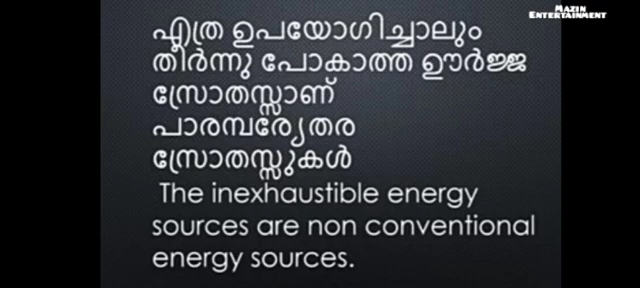 MAZIN
ENTERTAINMENT
എത്ര ഉപയോഗിച്ചാലും
തീർന്നു പോകാത്ത ഊർജ്ജ
സ്രോതസ്സാണ്
പാരമ്പര്യേതര
സ്രോതസ്സുകൾ
The inexhaustible energy
sources are non conventional
energy sources.